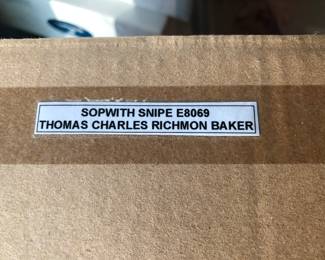 SOPWITH SNIPE E8069
THOMAS CHARLES RICHMON BAKER